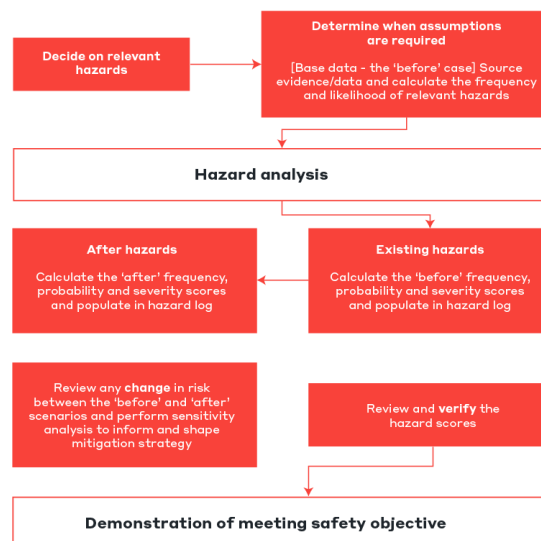 Decide on relevant
hazards
Determine when assumptions
are required
[Base data - the ‘before’ case] Source
evidence/data and calculate the frequency
and likelihood of relevant hazards
Hazard analysis
After hazards
Calculate the ‘after’ frequency,
probability and severity scores
and populate in hazard log
Existing hazards
Calculate the ‘before’ frequency,
probability and severity scores
and populate in hazard log
Review any change in risk
between the ‘before’ and ‘after’
scenarios and perform sensitivity
analysis to inform and shape
mitigation strategy
Review and verify the
hazard scores
Demonstration of meeting safety objective